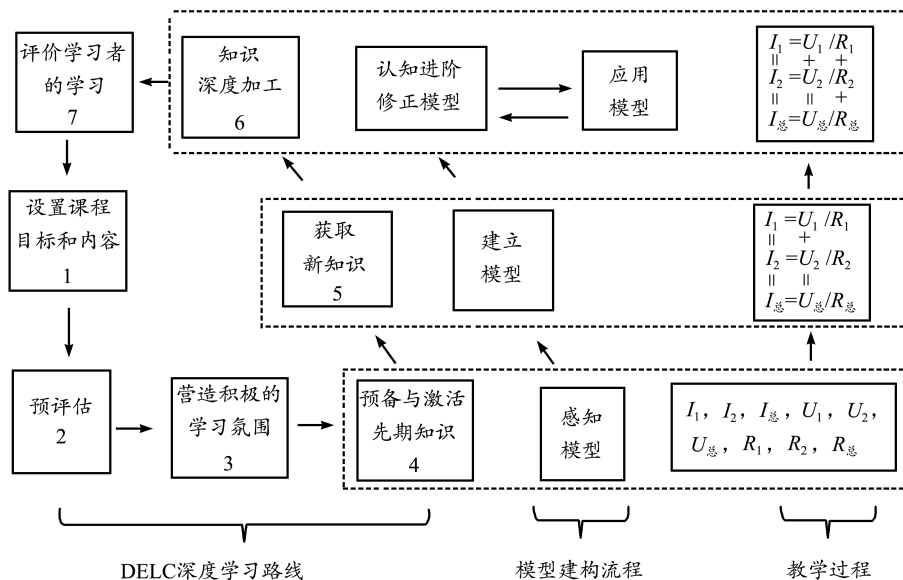 评价学习者
的学习
7
知识
深度加工
6
认知进阶
修正模型
应用
模型
I₁=U₁/R₁
॥ + +
I₂=U₂/R₂
॥ ॥ +
I总=U总/R总
设置课程
目标和内容
1
获取
新知识
5
建立
模型
I₁=U₁/R₁
॥ +
I₂=U₂/R₂
॥ ॥
I总=U总/R总
预评估
2
营造积极的
学习氛围
3
预备与激活
先期知识
4
感知
模型
I₁, I₂, I总, U₁, U₂,
U总, R₁, R₂, R总
DELC深度学习路线
模型建构流程
教学过程